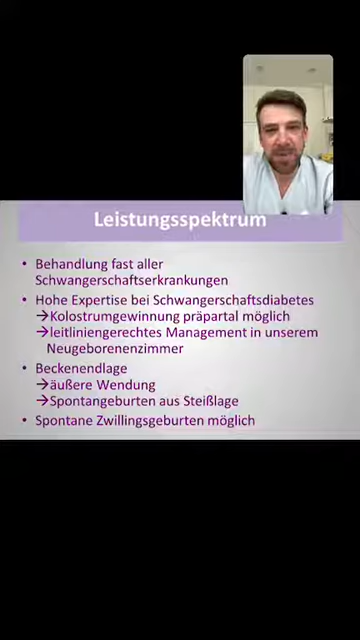 Leistungsspektrum
• Behandlung fast aller
Schwangerschaftserkrankungen
• Hohe Expertise bei Schwangerschaftsdiabetes
→Kolostrumgewinnung präpartal möglich
→leitliniengerechtes Management in unserem
Neugeborenenzimmer
• Beckenendlage
→äußere Wendung
→Spontangeburten aus Steißlage
• Spontane Zwillingsgeburten möglich